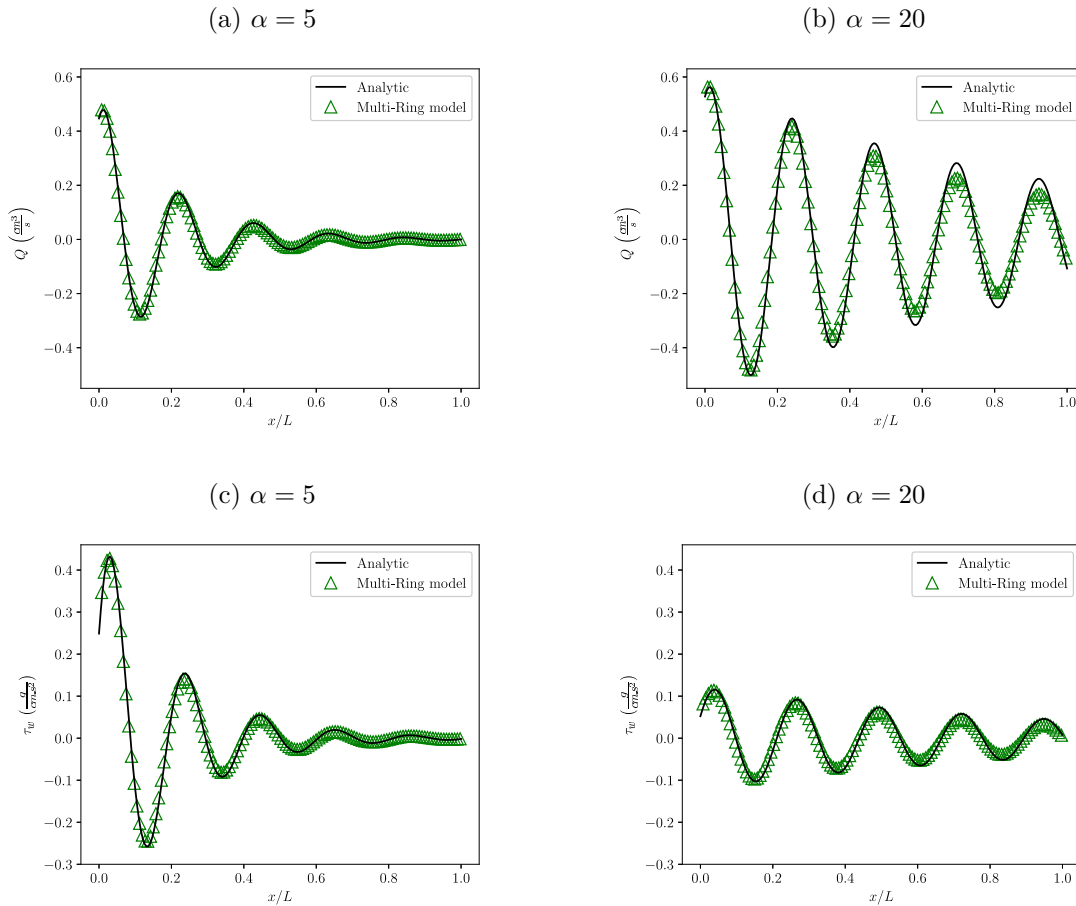 (a) α = 5
(b) α = 20
0.6
0.4
0.2
0.0
−0.2
−0.4
Q (cm³/s)
0.0 0.2 0.4 0.6 0.8 1.0
x/L
Analytic
Multi-Ring model
0.6
0.4
0.2
0.0
−0.2
−0.4
Q (cm³/s)
0.0 0.2 0.4 0.6 0.8 1.0
x/L
Analytic
Multi-Ring model
(c) α = 5
(d) α = 20
0.4
0.3
0.2
0.1
0.0
−0.1
−0.2
−0.3
τw (g/cm.s²)
0.0 0.2 0.4 0.6 0.8 1.0
x/L
Analytic
Multi-Ring model
0.4
0.3
0.2
0.1
0.0
−0.1
−0.2
−0.3
τw (g/cm.s²)
0.0 0.2 0.4 0.6 0.8 1.0
x/L
Analytic
Multi-Ring model